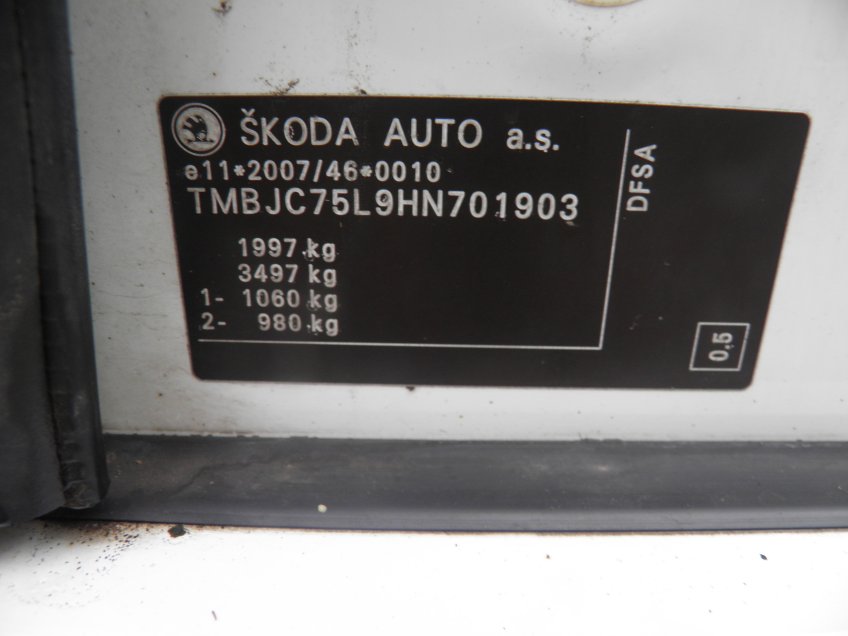 ŠKODA AUTO a.s.
e11*2007/46*0010
TMBJC75L9HN701903
1997 kg
3497 kg
1- 1060 kg
2- 980 kg
DFSA
0.5